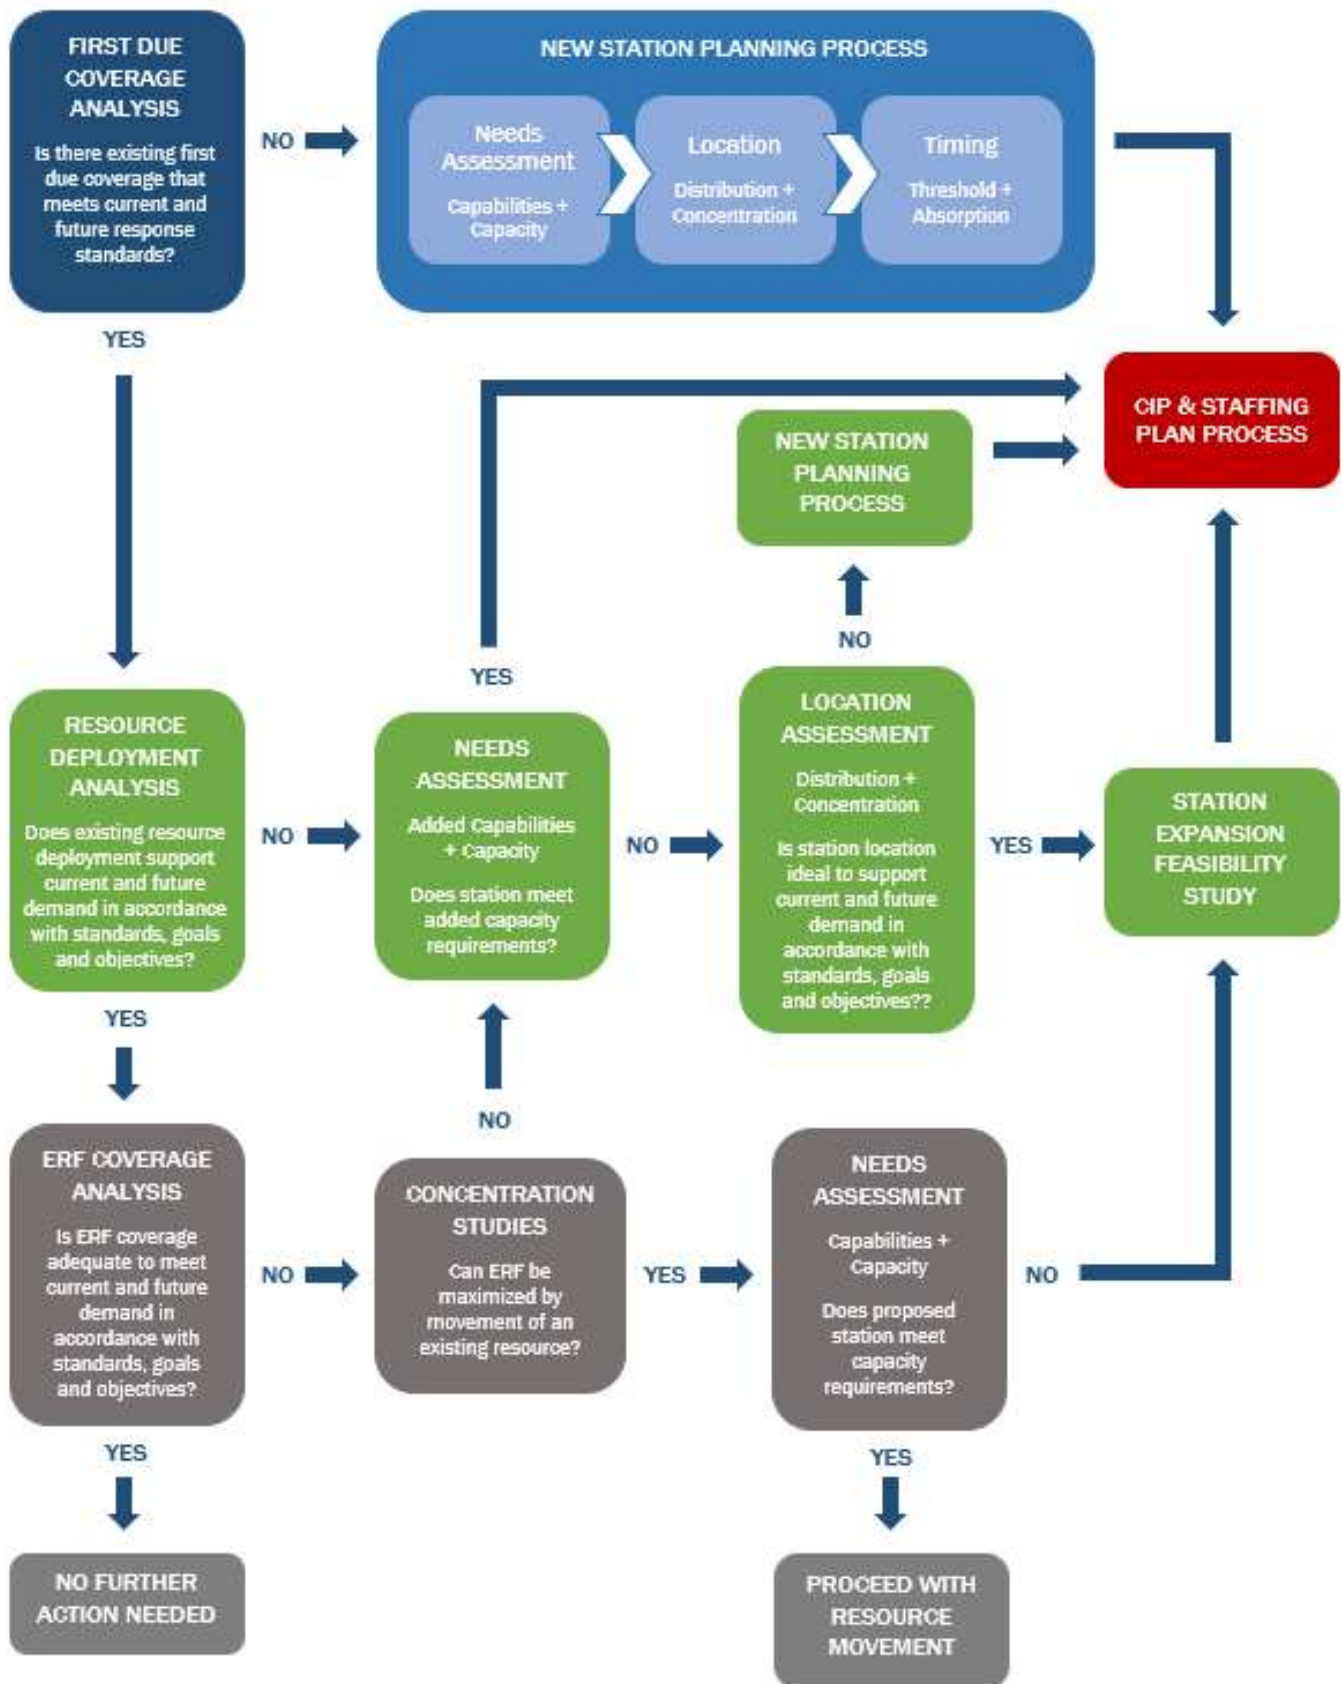 FIRST DUE
COVERAGE
ANALYSIS
Is there existing first
due coverage that
meets current and
future response
standards?
NO
NEW STATION PLANNING PROCESS
Needs
Assessment
Capabilities +
Capacity
Location
Distribution +
Concentration
Timing
Threshold +
Absorption
YES
CIP & STAFFING
PLAN PROCESS
NEW STATION
PLANNING
PROCESS
NO
YES
RESOURCE
DEPLOYMENT
ANALYSIS
Does existing resource
deployment support
current and future
demand in accordance
with standards, goals
and objectives?
NO
NEEDS
ASSESSMENT
Added Capabilities
+ Capacity
Does station meet
added capacity
requirements?
NO
LOCATION
ASSESSMENT
Distribution +
Concentration
Is station location
ideal to support
current and future
demand in
accordance with
standards, goals
and objectives??
YES
STATION
EXPANSION
FEASIBILITY
STUDY
YES
NO
ERF COVERAGE
ANALYSIS
Is ERF coverage
adequate to meet
current and future
demand in
accordance with
standards, goals
and objectives?
NO
CONCENTRATION
STUDIES
Can ERF be
maximized by
movement of an
existing resource?
YES
NEEDS
ASSESSMENT
Capabilities +
Capacity
Does proposed
station meet
capacity
requirements?
NO
YES
YES
NO FURTHER
ACTION NEEDED
PROCEED WITH
RESOURCE
MOVEMENT